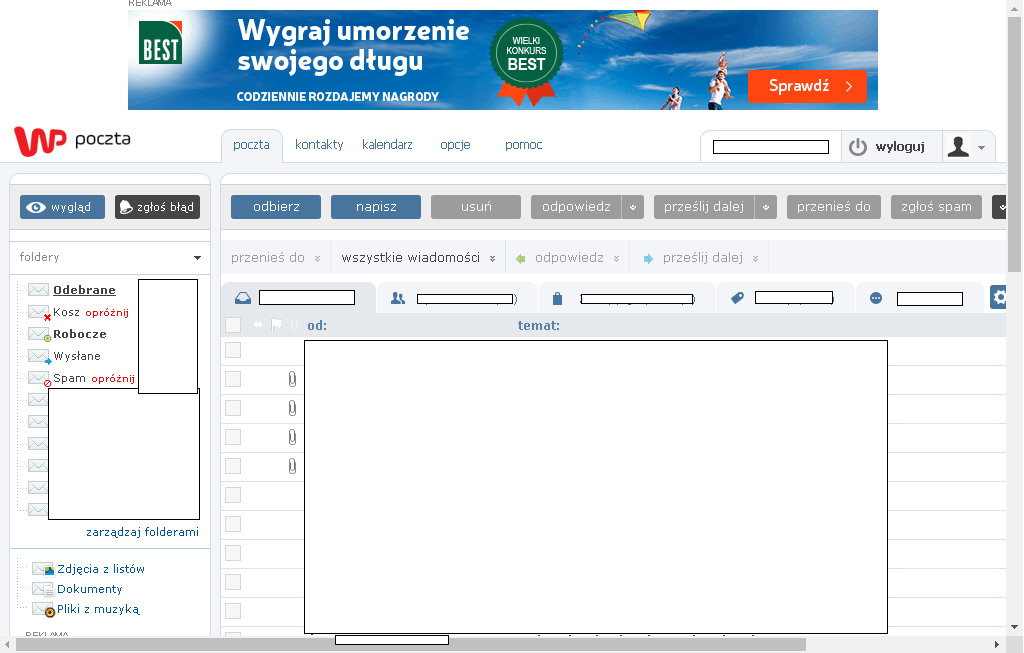 REKLAMA
BEST
Wygraj umorzenie
swojego długu
CODZIENNIE ROZDAJEMY NAGRODY
WIELKI
KONKURS
BEST
Sprawdź
WP poczta
poczta kontakty kalendarz opcje pomoc
wyloguj
wygląd zgłoś błąd
odbierz napisz usuń odpowiedz prześlij dalej przenieś do zgłoś spam
foldery
przenieś do wszystkie wiadomości odpowiedz prześlij dalej
Odebrane
Kosz opróżnij
Robocze
Wysłane
Spam opróżnij
od: temat:
zarządzaj folderami
Zdjęcia z listów
Dokumenty
Pliki z muzyką
REKLAMA